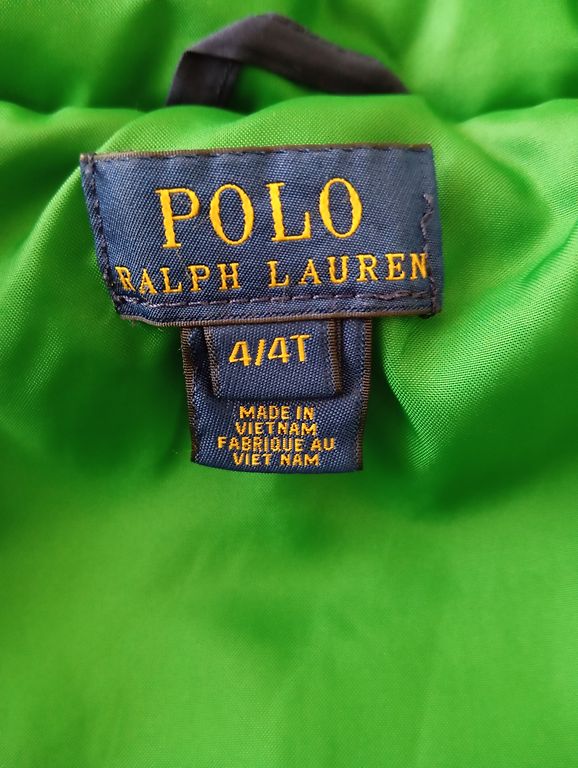 POLO
RALPH LAUREN
4/4T
MADE IN
VIETNAM
FABRIQUE AU
VIET NAM